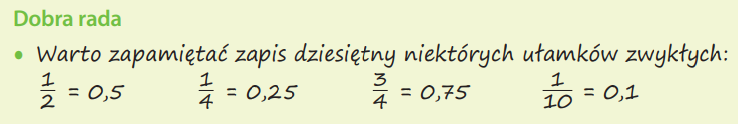 Dobra rada
• Warto zapamiętać zapis dziesiętny niektórych ułamków zwykłych:
1/2 = 0,5 1/4 = 0,25 3/4 = 0,75 1/10 = 0,1